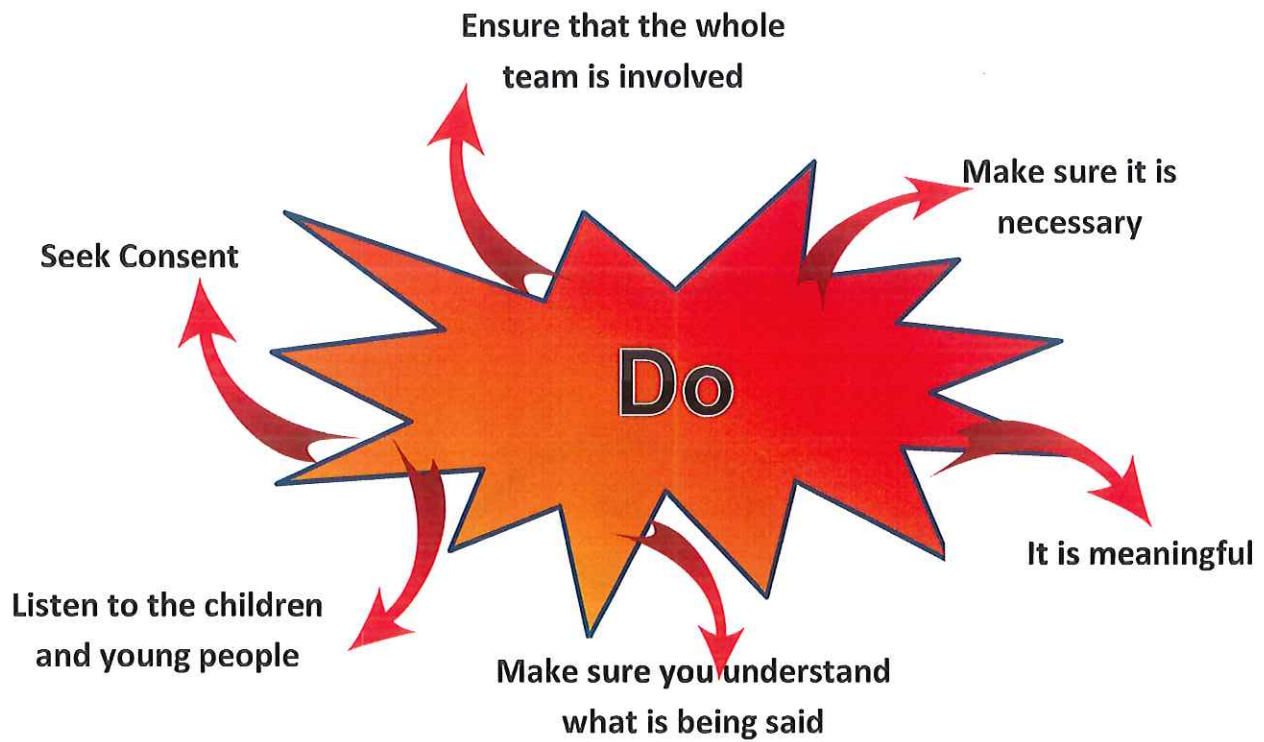 Ensure that the whole
team is involved
Make sure it is
necessary
Seek Consent
Do
It is meaningful
Listen to the children
and young people
Make sure you understand
what is being said